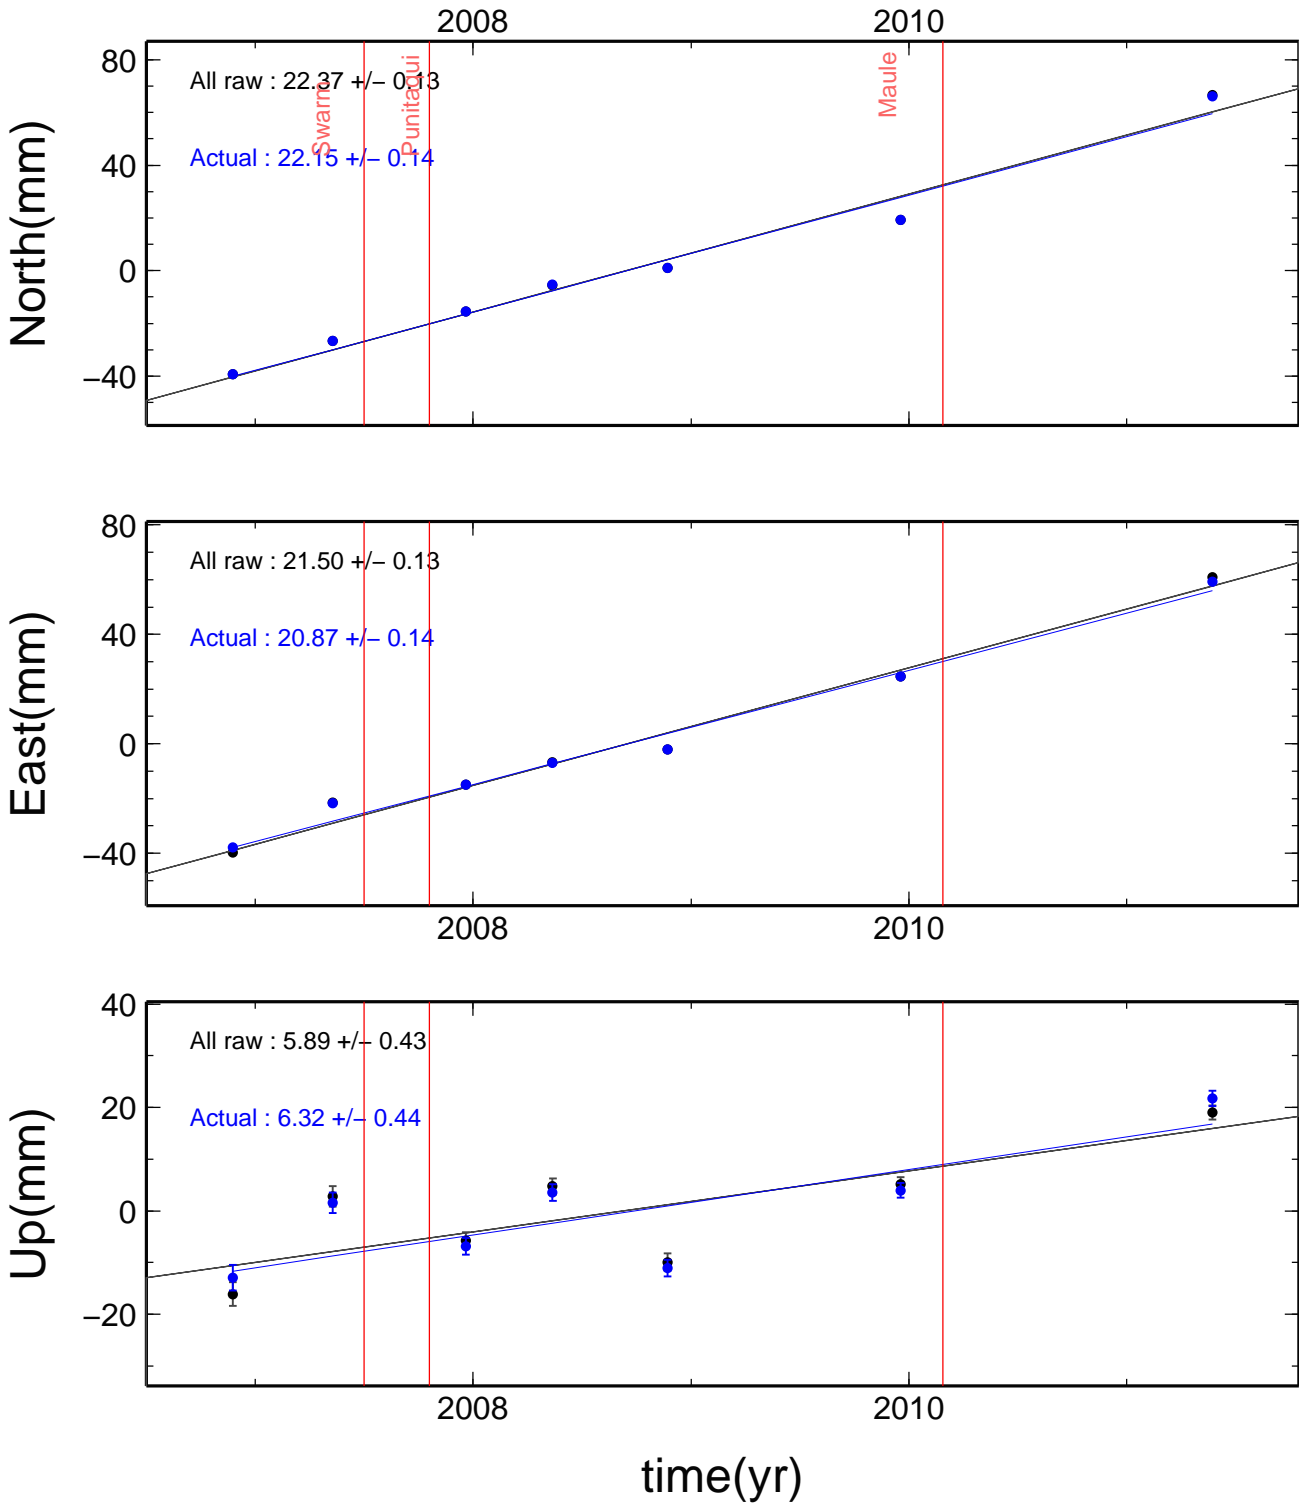 2008 2010
North(mm)
80
40
0
−40
All raw : 22.37 +/− 0.13
Actual : 22.15 +/− 0.14
Swarm
Punitaqui
Maule
East(mm)
80
40
0
−40
All raw : 21.50 +/− 0.13
Actual : 20.87 +/− 0.14
2008 2010
Up(mm)
40
20
0
−20
All raw : 5.89 +/− 0.43
Actual : 6.32 +/− 0.44
2008 2010
time(yr)